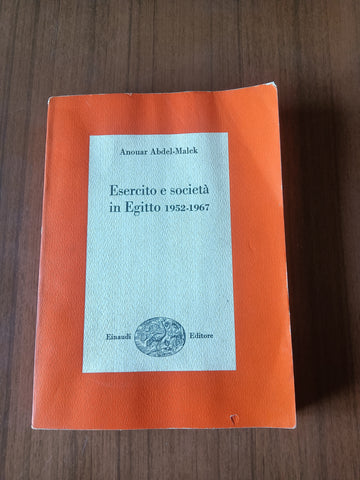 Anouar Abdel-Malek
Esercito e società
in Egitto 1952-1967
Einaudi Editore